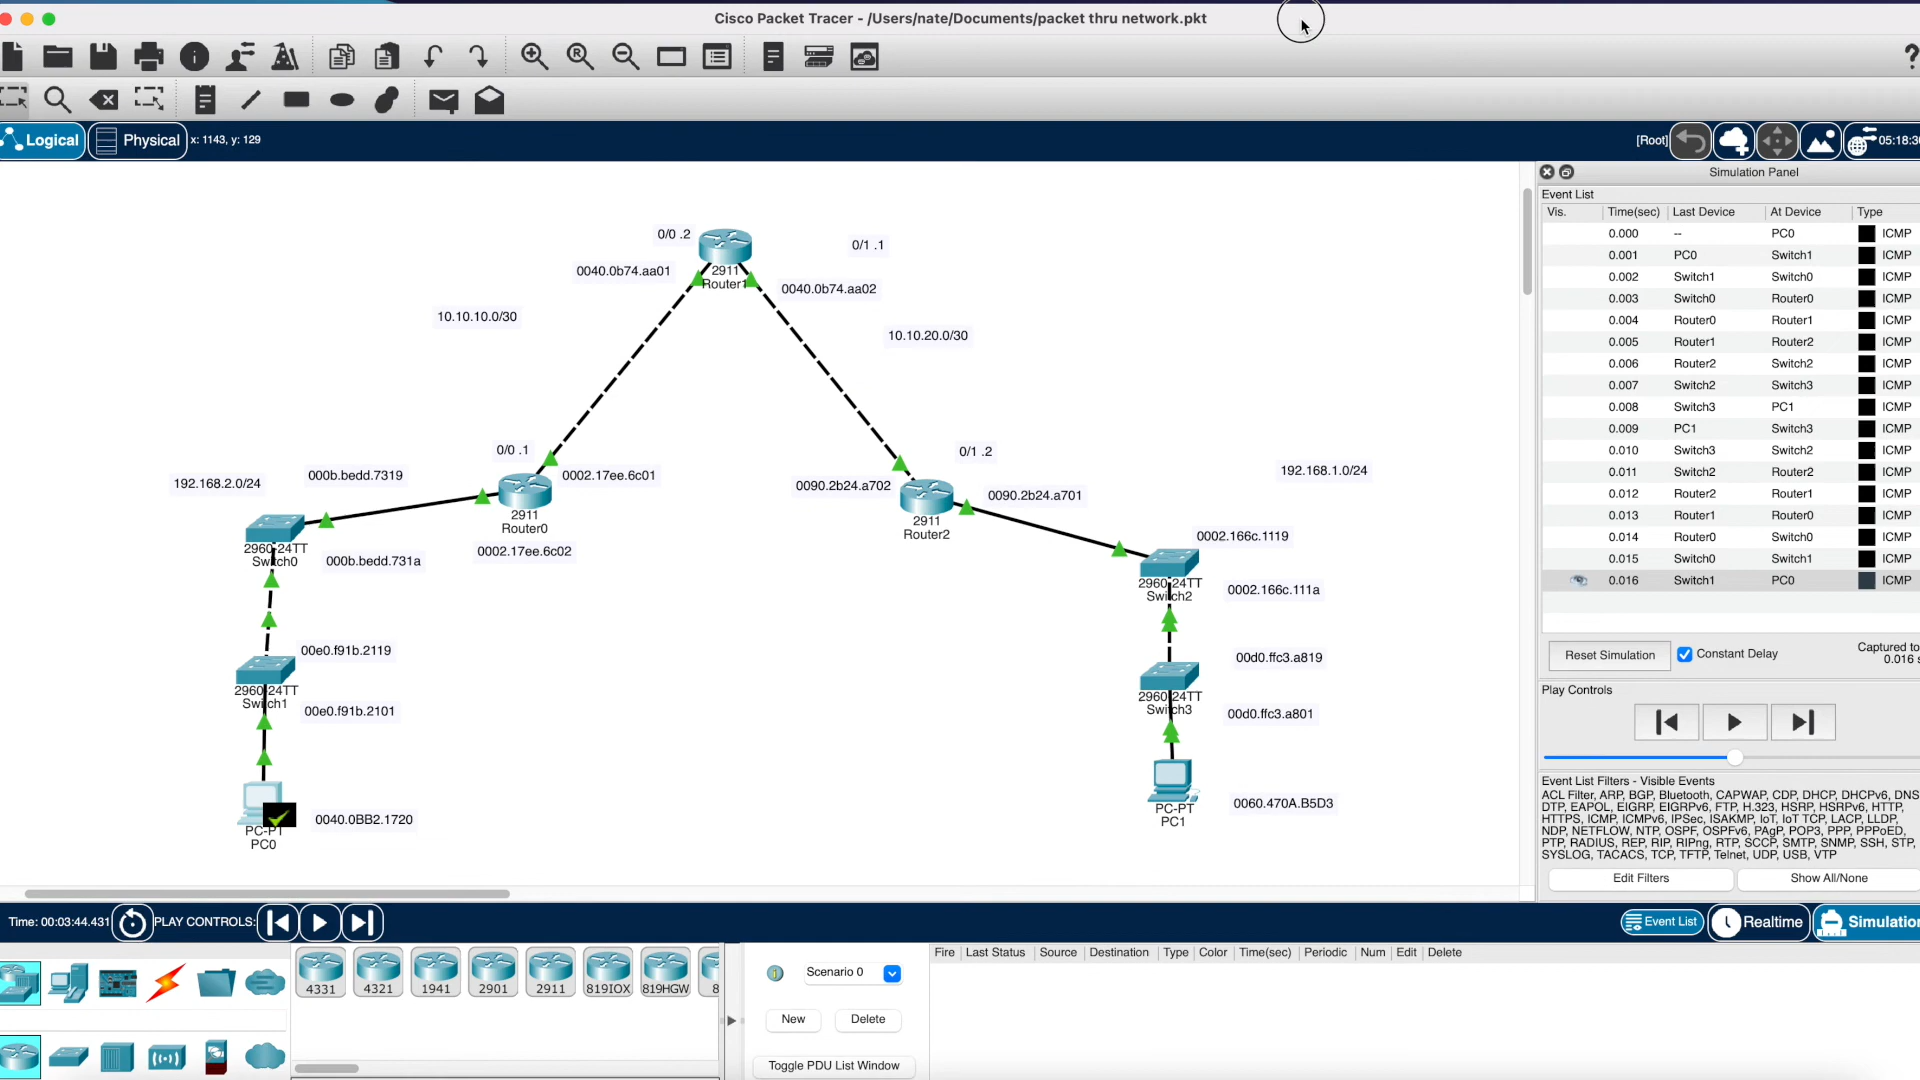 Cisco Packet Tracer - /Users/nate/Documents/packet thru network.pkt
Logical
Physical
x: 1143, y: 129
[Root]
05:18:30
0/0 .2
0/1 .1
0040.0b74.aa01
2911
Router1
0040.0b74.aa02
10.10.10.0/30
10.10.20.0/30
0/0 .1
0/1 .2
192.168.2.0/24
000b.bedd.7319
0002.17ee.6c01
0090.2b24.a702
0090.2b24.a701
192.168.1.0/24
2911
Router0
2911
Router2
0002.17ee.6c02
2960-24TT
Switch0
000b.bedd.731a
0002.166c.1119
2960-24TT
Switch2
0002.166c.111a
00e0.f91b.2119
00d0.ffc3.a819
2960-24TT
Switch1
00e0.f91b.2101
2960-24TT
Switch3
00d0.ffc3.a801
PC-PT
PC0
0040.0BB2.1720
PC-PT
PC1
0060.470A.B5D3
Simulation Panel
Event List
Vis. Time(sec) Last Device At Device Type
0.000 -- PC0 ICMP
0.001 PC0 Switch1 ICMP
0.002 Switch1 Switch0 ICMP
0.003 Switch0 Router0 ICMP
0.004 Router0 Router1 ICMP
0.005 Router1 Router2 ICMP
0.006 Router2 Switch2 ICMP
0.007 Switch2 Switch3 ICMP
0.008 Switch3 PC1 ICMP
0.009 PC1 Switch3 ICMP
0.010 Switch3 Switch2 ICMP
0.011 Switch2 Router2 ICMP
0.012 Router2 Router1 ICMP
0.013 Router1 Router0 ICMP
0.014 Router0 Switch0 ICMP
0.015 Switch0 Switch1 ICMP
0.016 Switch1 PC0 ICMP
Reset Simulation
Constant Delay
Captured to
0.016 s
Play Controls
Event List Filters - Visible Events
ACL Filter, ARP, BGP, Bluetooth, CAPWAP, CDP, DHCP, DHCPv6, DNS
DTP, EAPOL, EIGRP, EIGRPv6, FTP, H.323, HSRP, HSRPv6, HTTP,
HTTPS, ICMP, ICMPv6, IPSec, ISAKMP, IoT, IoT TCP, LACP, LLDP,
NDP, NETFLOW, NTP, OSPF, OSPFv6, PAgP, POP3, PPP, PPPoED,
PTP, RADIUS, REP, RIP, RIPng, RTP, SCCP, SMTP, SNMP, SSH, STP,
SYSLOG, TACACS, TCP, TFTP, Telnet, UDP, USB, VTP
Edit Filters
Show All/None
Time: 00:03:44.431
PLAY CONTROLS:
Event List
Realtime
Simulation
4331
4321
1941
2901
2911
819IOX
819HGW
8
Scenario 0
New
Delete
Toggle PDU List Window
Fire Last Status Source Destination Type Color Time(sec) Periodic Num Edit Delete